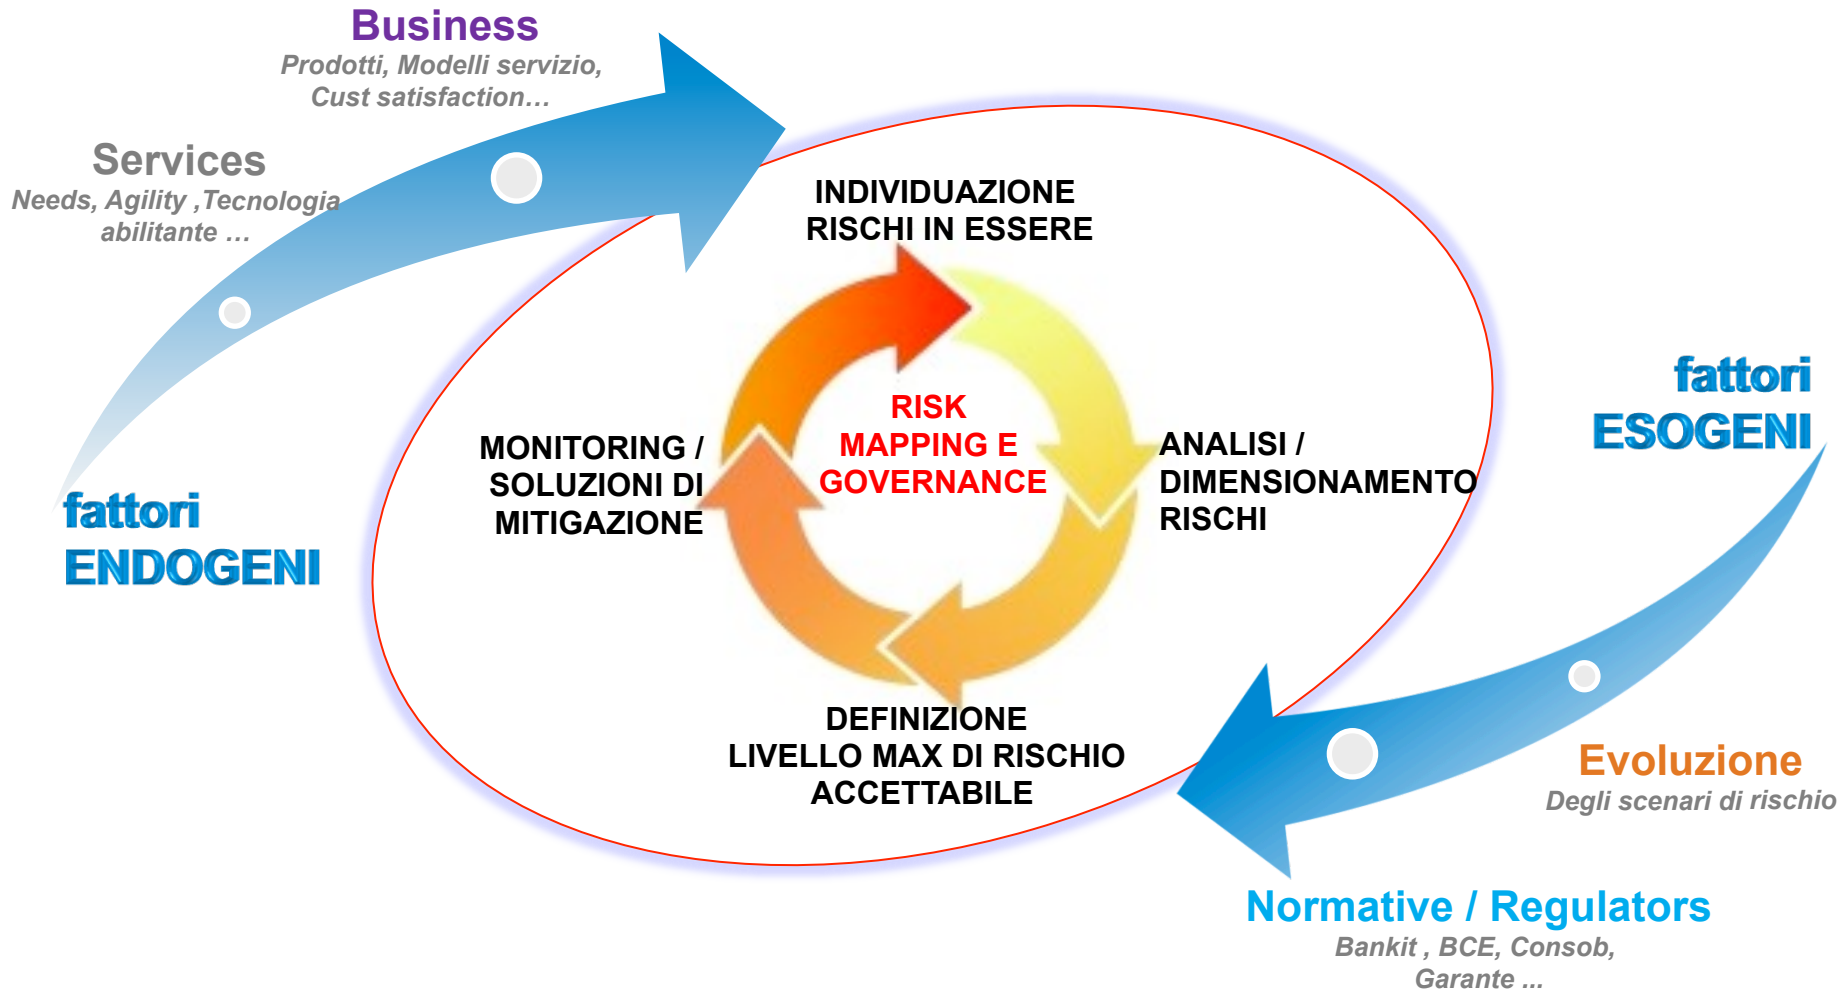 Business
Prodotti, Modelli servizio,
Cust satisfaction…
Services
Needs, Agility ,Tecnologia
abilitante …
fattori
ENDOGENI
INDIVIDUAZIONE
RISCHI IN ESSERE
RISK
MAPPING E
GOVERNANCE
MONITORING /
SOLUZIONI DI
MITIGAZIONE
ANALISI /
DIMENSIONAMENTO
RISCHI
DEFINIZIONE
LIVELLO MAX DI RISCHIO
ACCETTABILE
fattori
ESOGENI
Evoluzione
Degli scenari di rischio
Normative / Regulators
Bankit , BCE, Consob,
Garante ...